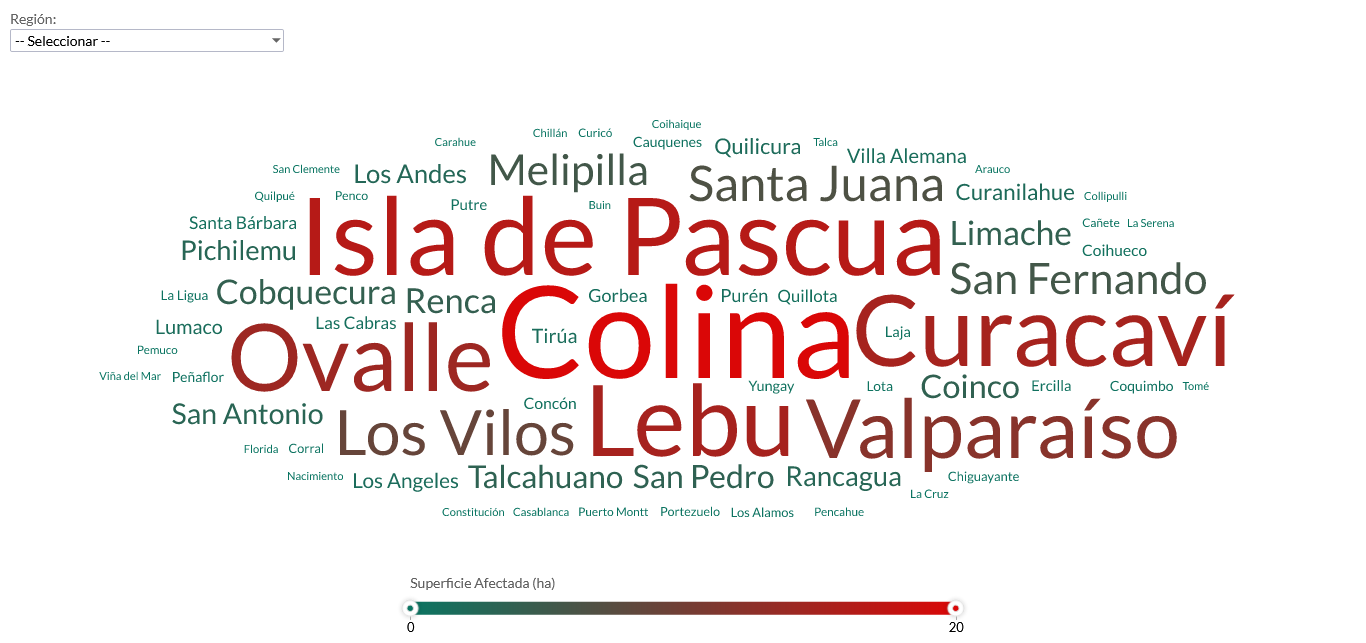 Región:
-- Seleccionar --
Coihaique
Chillán Curicó
Carahue Cauquenes Talca
Quilicura
Villa Alemana
San Clemente Los Andes Melipilla Santa Juana Arauco
Quilpué Penco Curanilahue Collipulli
Putre Buin
Santa Bárbara Isla de Pascua Limache Cañete La Serena
Pichilemu Coihueco
San Fernando
La Ligua Cobquecura Renca Gorbea Purén Quillota
Lumaco Las Cabras Tirúa Colina Curacaví Laja
Pemuco Ovalle
Viña del Mar Peñaflor Yungay Lota Coinco Ercilla Coquimbo Tomé
San Antonio Concón
Los Vilos Lebu Valparaíso
Florida Corral
Nacimiento Los Angeles Talcahuano San Pedro Rancagua Chiguayante
La Cruz
Constitución Casablanca Puerto Montt Portezuelo Los Alamos Pencahue
Superficie Afectada (ha)
0 20